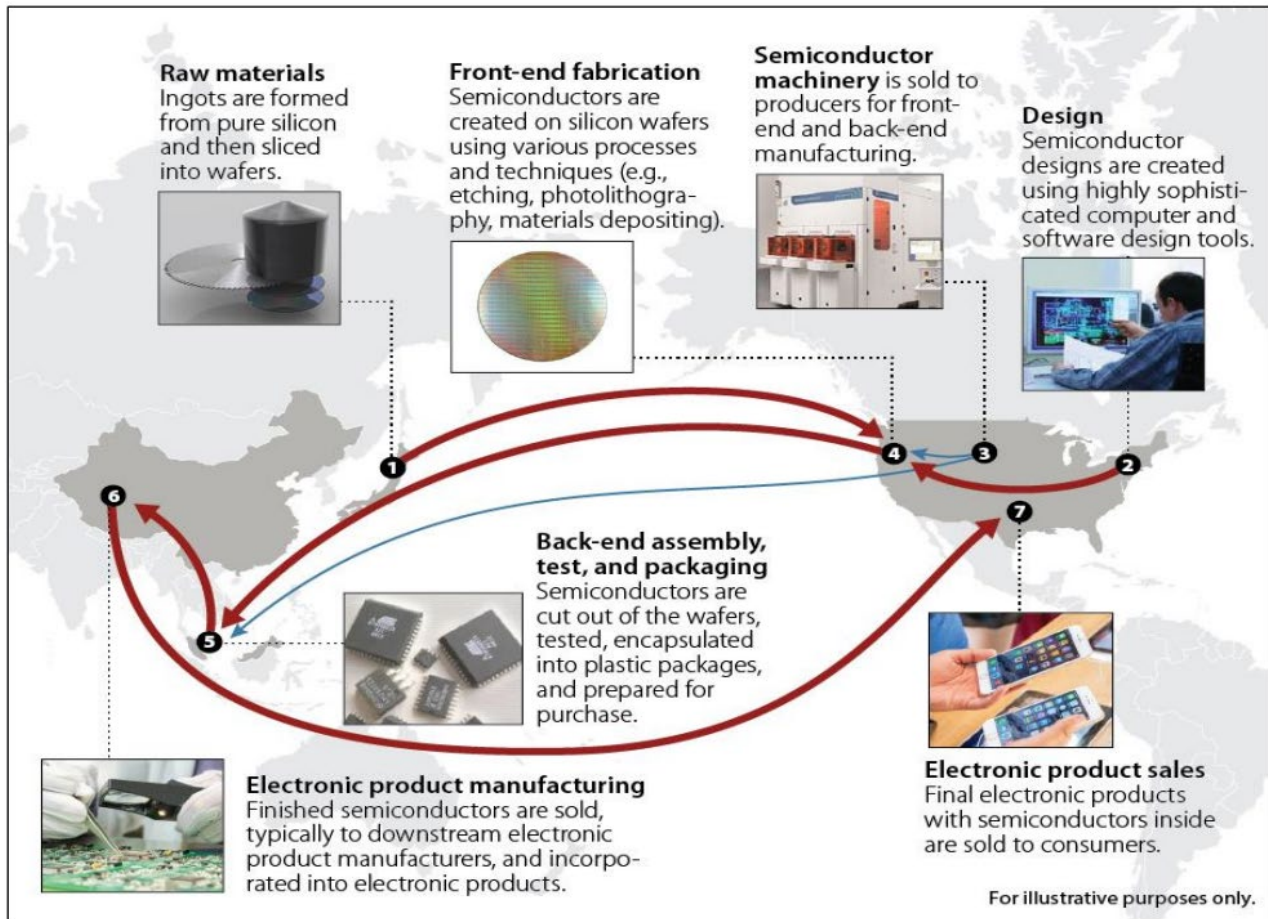 Raw materials
Ingots are formed
from pure silicon
and then sliced
into wafers.
Front-end fabrication
Semiconductors are
created on silicon wafers
using various processes
and techniques (e.g.,
etching, photolithogra-
phy, materials depositing).
Semiconductor
machinery is sold to
producers for front-
end and back-end
manufacturing.
Design
Semiconductor
designs are created
using highly sophisti-
cated computer and
software design tools.
1
4
3
2
6
7
5
Back-end assembly,
test, and packaging
Semiconductors are
cut out of the wafers,
tested, encapsulated
into plastic packages,
and prepared for
purchase.
Electronic product manufacturing
Finished semiconductors are sold,
typically to downstream electronic
product manufacturers, and incorpo-
rated into electronic products.
Electronic product sales
Final electronic products
with semiconductors inside
are sold to consumers.
For illustrative purposes only.